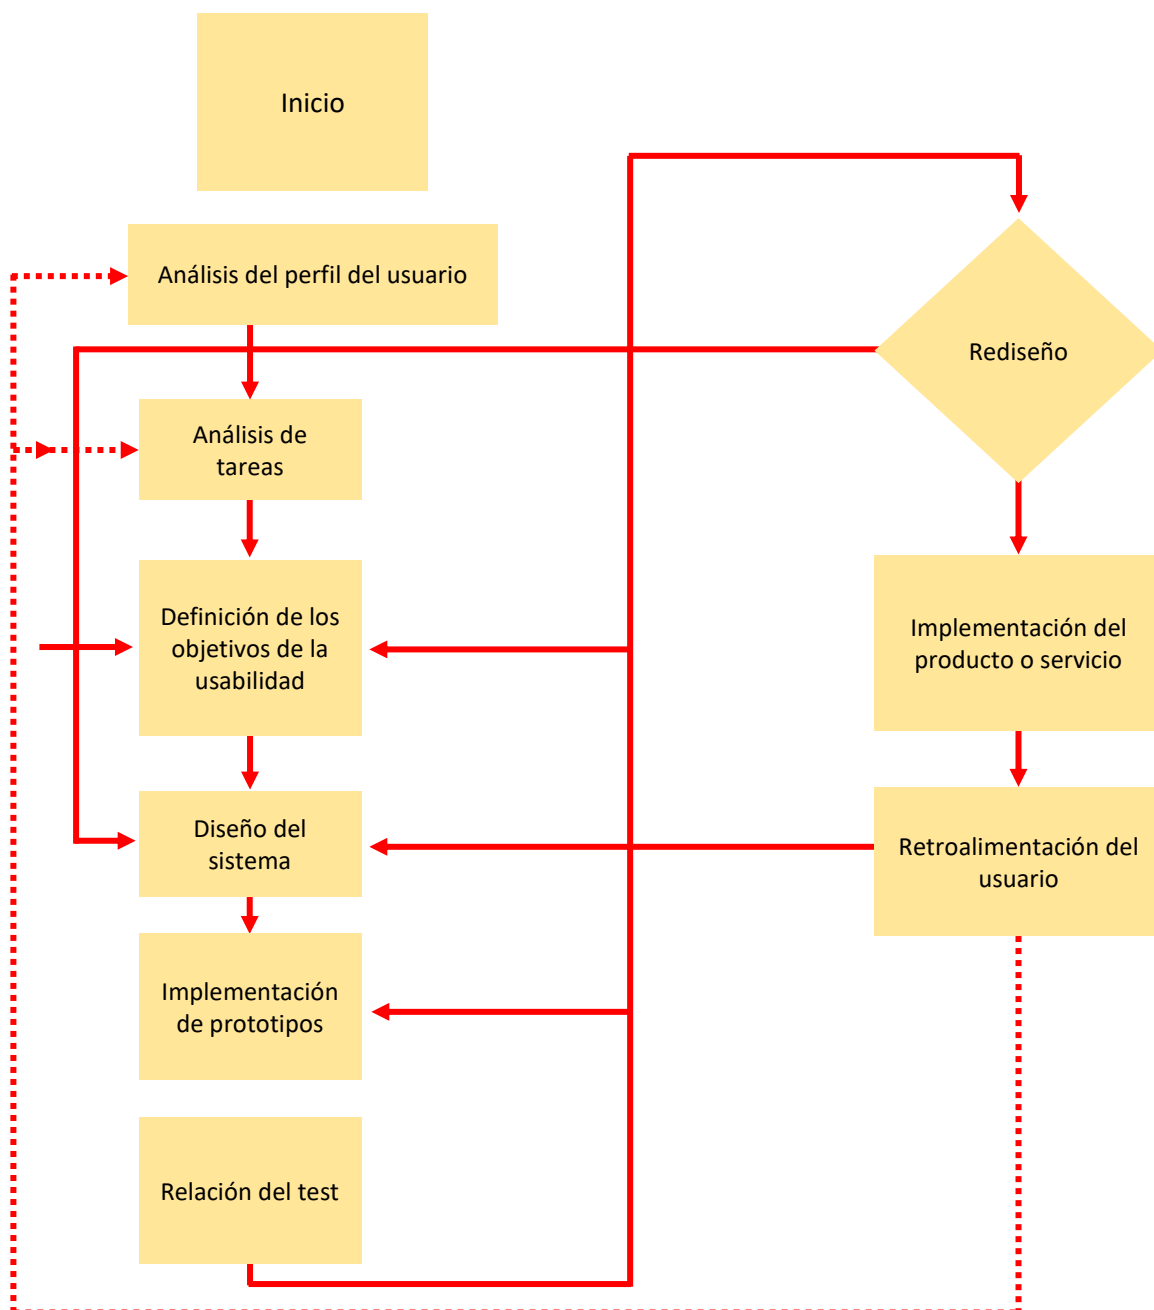 Inicio
Análisis del perfil del usuario
Análisis de
tareas
Definición de los
objetivos de la
usabilidad
Diseño del
sistema
Implementación
de prototipos
Relación del test
Rediseño
Implementación del
producto o servicio
Retroalimentación del
usuario